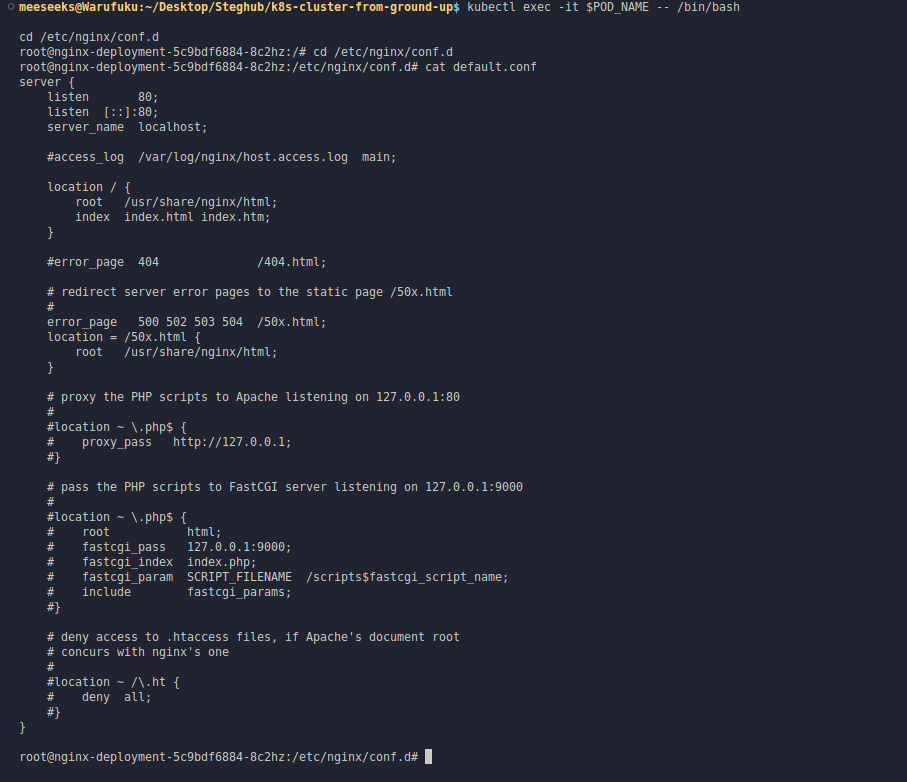 meeseeks@Warufuku:~/Desktop/Steghub/k8s-cluster-from-ground-up$ kubectl exec -it $POD_NAME -- /bin/bash
cd /etc/nginx/conf.d
root@nginx-deployment-5c9bdf6884-8c2hz:/# cd /etc/nginx/conf.d
root@nginx-deployment-5c9bdf6884-8c2hz:/etc/nginx/conf.d# cat default.conf
server {
    listen       80;
    listen  [::]:80;
    server_name  localhost;

    #access_log  /var/log/nginx/host.access.log  main;

    location / {
        root   /usr/share/nginx/html;
        index  index.html index.htm;
    }

    #error_page  404              /404.html;

    # redirect server error pages to the static page /50x.html
    #
    error_page   500 502 503 504  /50x.html;
    location = /50x.html {
        root   /usr/share/nginx/html;
    }

    # proxy the PHP scripts to Apache listening on 127.0.0.1:80
    #
    #location ~ \.php$ {
    #    proxy_pass   http://127.0.0.1;
    #}

    # pass the PHP scripts to FastCGI server listening on 127.0.0.1:9000
    #
    #location ~ \.php$ {
    #    root           html;
    #    fastcgi_pass   127.0.0.1:9000;
    #    fastcgi_index  index.php;
    #    fastcgi_param  SCRIPT_FILENAME  /scripts$fastcgi_script_name;
    #    include        fastcgi_params;
    #}

    # deny access to .htaccess files, if Apache's document root
    # concurs with nginx's one
    #
    #location ~ /\.ht {
    #    deny  all;
    #}
}

root@nginx-deployment-5c9bdf6884-8c2hz:/etc/nginx/conf.d#